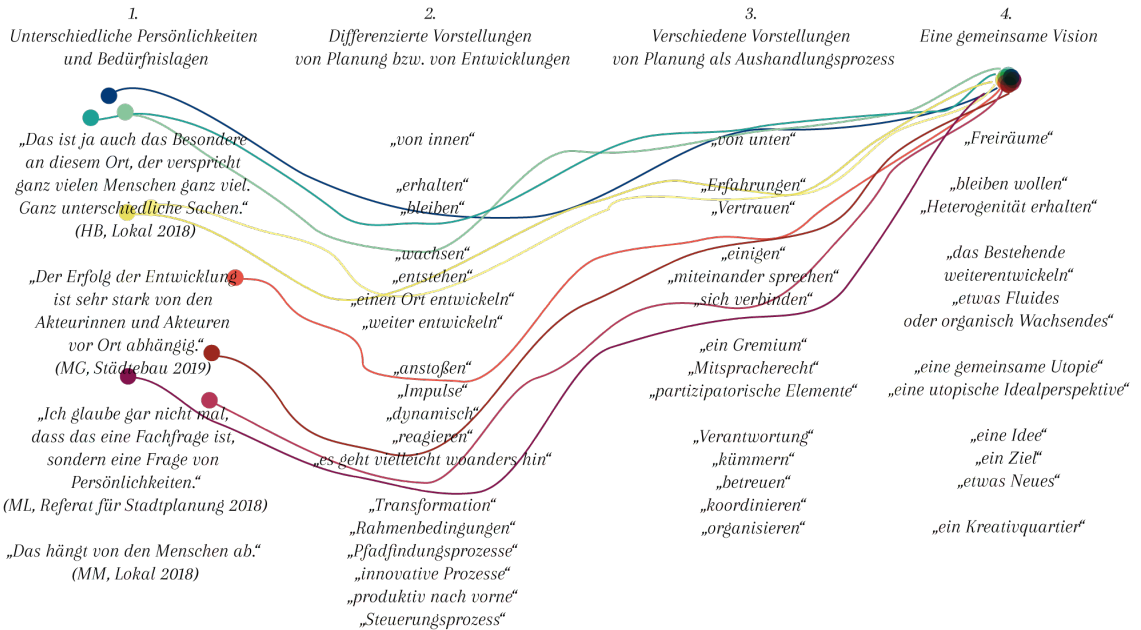 1.
Unterschiedliche Persönlichkeiten
und Bedürfnislagen
„Das ist ja auch das Besondere
an diesem Ort, der verspricht
ganz vielen Menschen ganz viel.
Ganz unterschiedliche Sachen.“
(HB, Lokal 2018)
„Der Erfolg der Entwicklung
ist sehr stark von den
Akteurinnen und Akteuren
vor Ort abhängig.“
(MG, Städtebau 2019)
„Ich glaube gar nicht mal,
dass das eine Fachfrage ist,
sondern eine Frage von
Persönlichkeiten.“
(ML, Referat für Stadtplanung 2018)
„Das hängt von den Menschen ab.“
(MM, Lokal 2018)
2.
Differenzierte Vorstellungen
von Planung bzw. von Entwicklungen
„von innen“
„erhalten“
„bleiben“
„wachsen“
„entstehen“
„einen Ort entwickeln“
„weiter entwickeln“
„anstoßen“
„Impulse“
„dynamisch“
„reagieren“
„es geht vielleicht woanders hin“
„Transformation“
„Rahmenbedingungen“
„Pfadfindungsprozesse“
„innovative Prozesse“
„produktiv nach vorne“
„Steuerungsprozess“
3.
Verschiedene Vorstellungen
von Planung als Aushandlungsprozess
„von unten“
„Erfahrungen“
„Vertrauen“
„einigen“
„miteinander sprechen“
„sich verbinden“
„ein Gremium“
„Mitspracherecht“
„partizipatorische Elemente“
„Verantwortung“
„kümmern“
„betreuen“
„koordinieren“
„organisieren“
4.
Eine gemeinsame Vision
„Freiräume“
„bleiben wollen“
„Heterogenität erhalten“
„das Bestehende
weiterentwickeln“
„etwas Fluides
oder organisch Wachsendes“
„eine gemeinsame Utopie“
„eine utopische Idealperspektive“
„eine Idee“
„ein Ziel“
„etwas Neues“
„ein Kreativquartier“